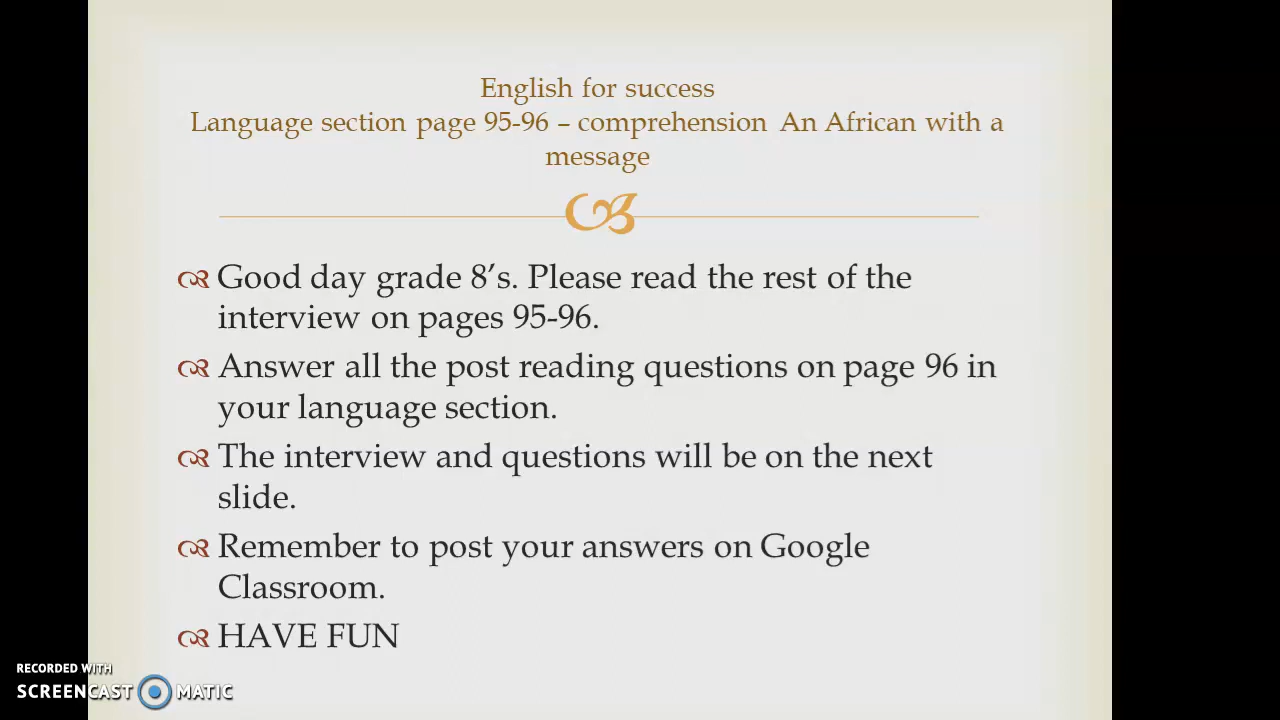 English for success
Language section page 95-96 – comprehension An African with a
message
Good day grade 8’s. Please read the rest of the
interview on pages 95-96.
Answer all the post reading questions on page 96 in
your language section.
The interview and questions will be on the next
slide.
Remember to post your answers on Google
Classroom.
HAVE FUN
RECORDED WITH
SCREENCAST MATIC